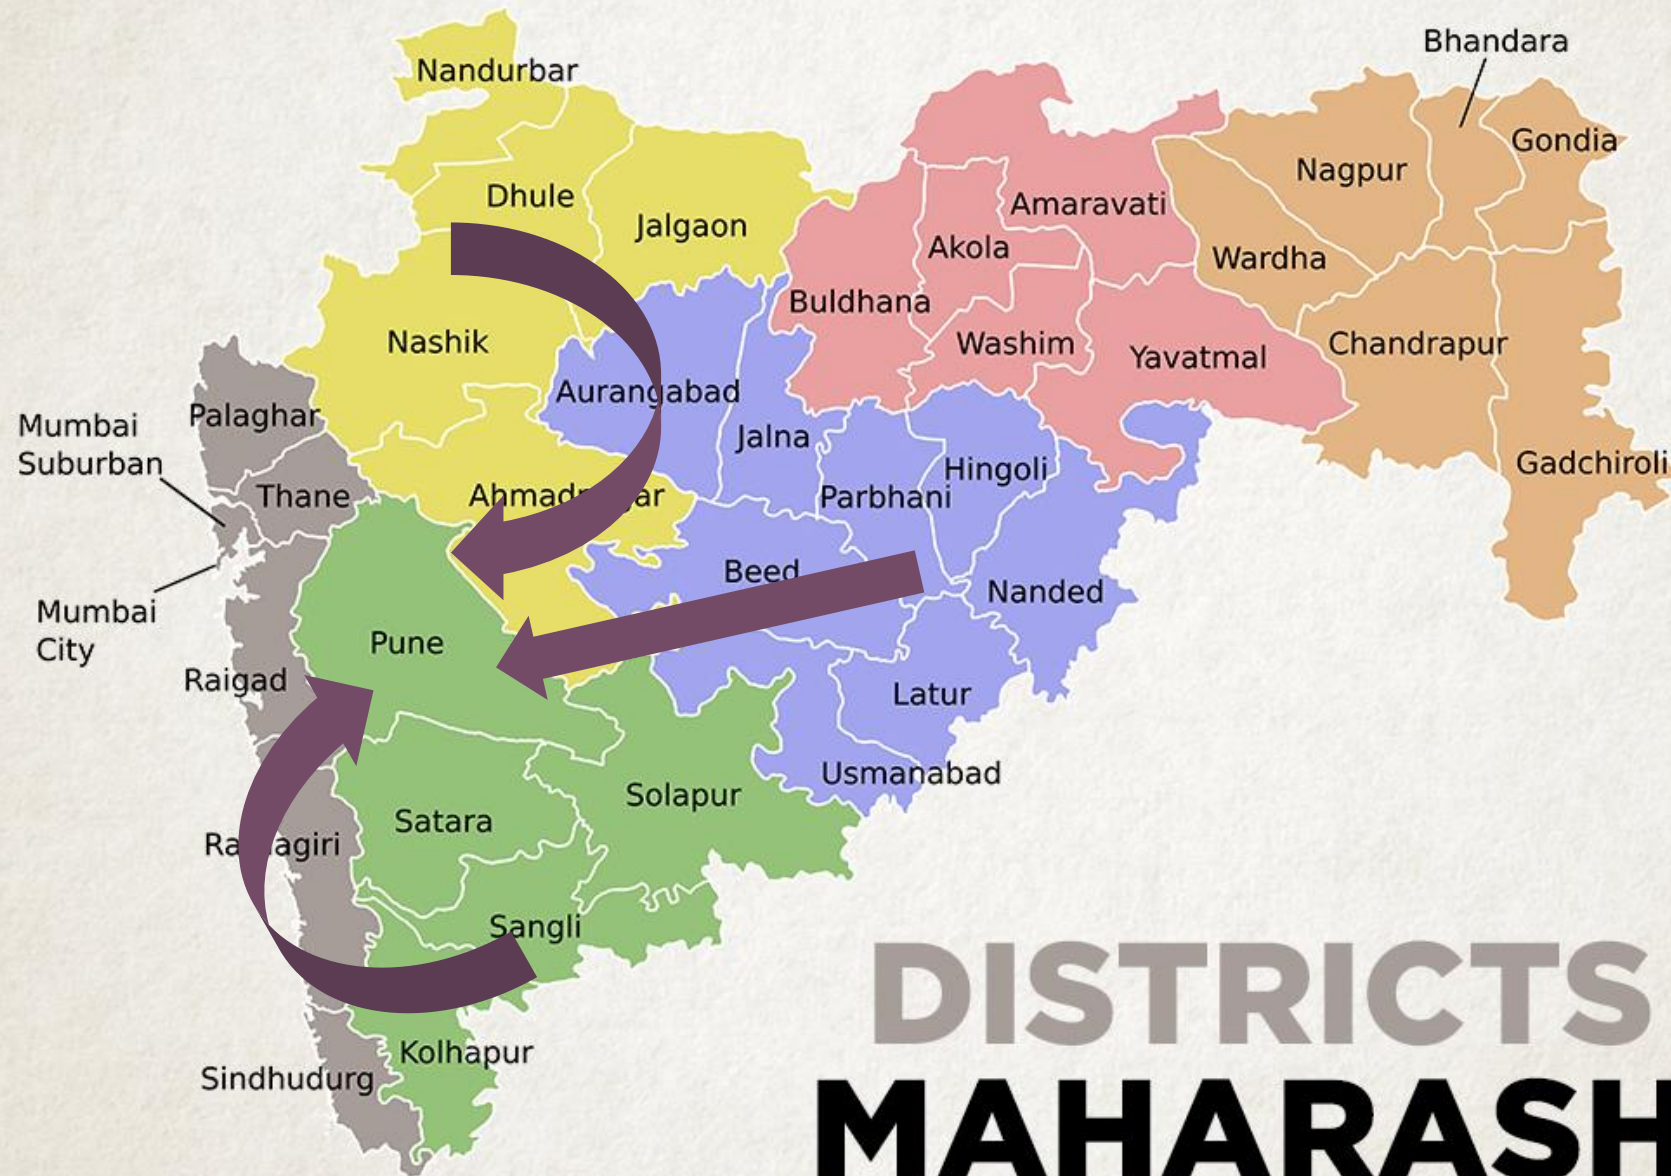 Bhandara
Nandurbar
Gondia
Nagpur
Dhule
Amaravati
Jalgaon
Akola
Wardha
Buldhana
Nashik
Washim
Yavatmal
Chandrapur
Aurangabad
Palaghar
Mumbai
Suburban
Jalna
Hingoli
Gadchiroli
Thane
Parbhani
Beed
Nanded
Mumbai
City
Pune
Raigad
Latur
Usmanabad
Solapur
Satara
Sangli
Kolhapur
Sindhudurg
DISTRICTS
MAHARASH